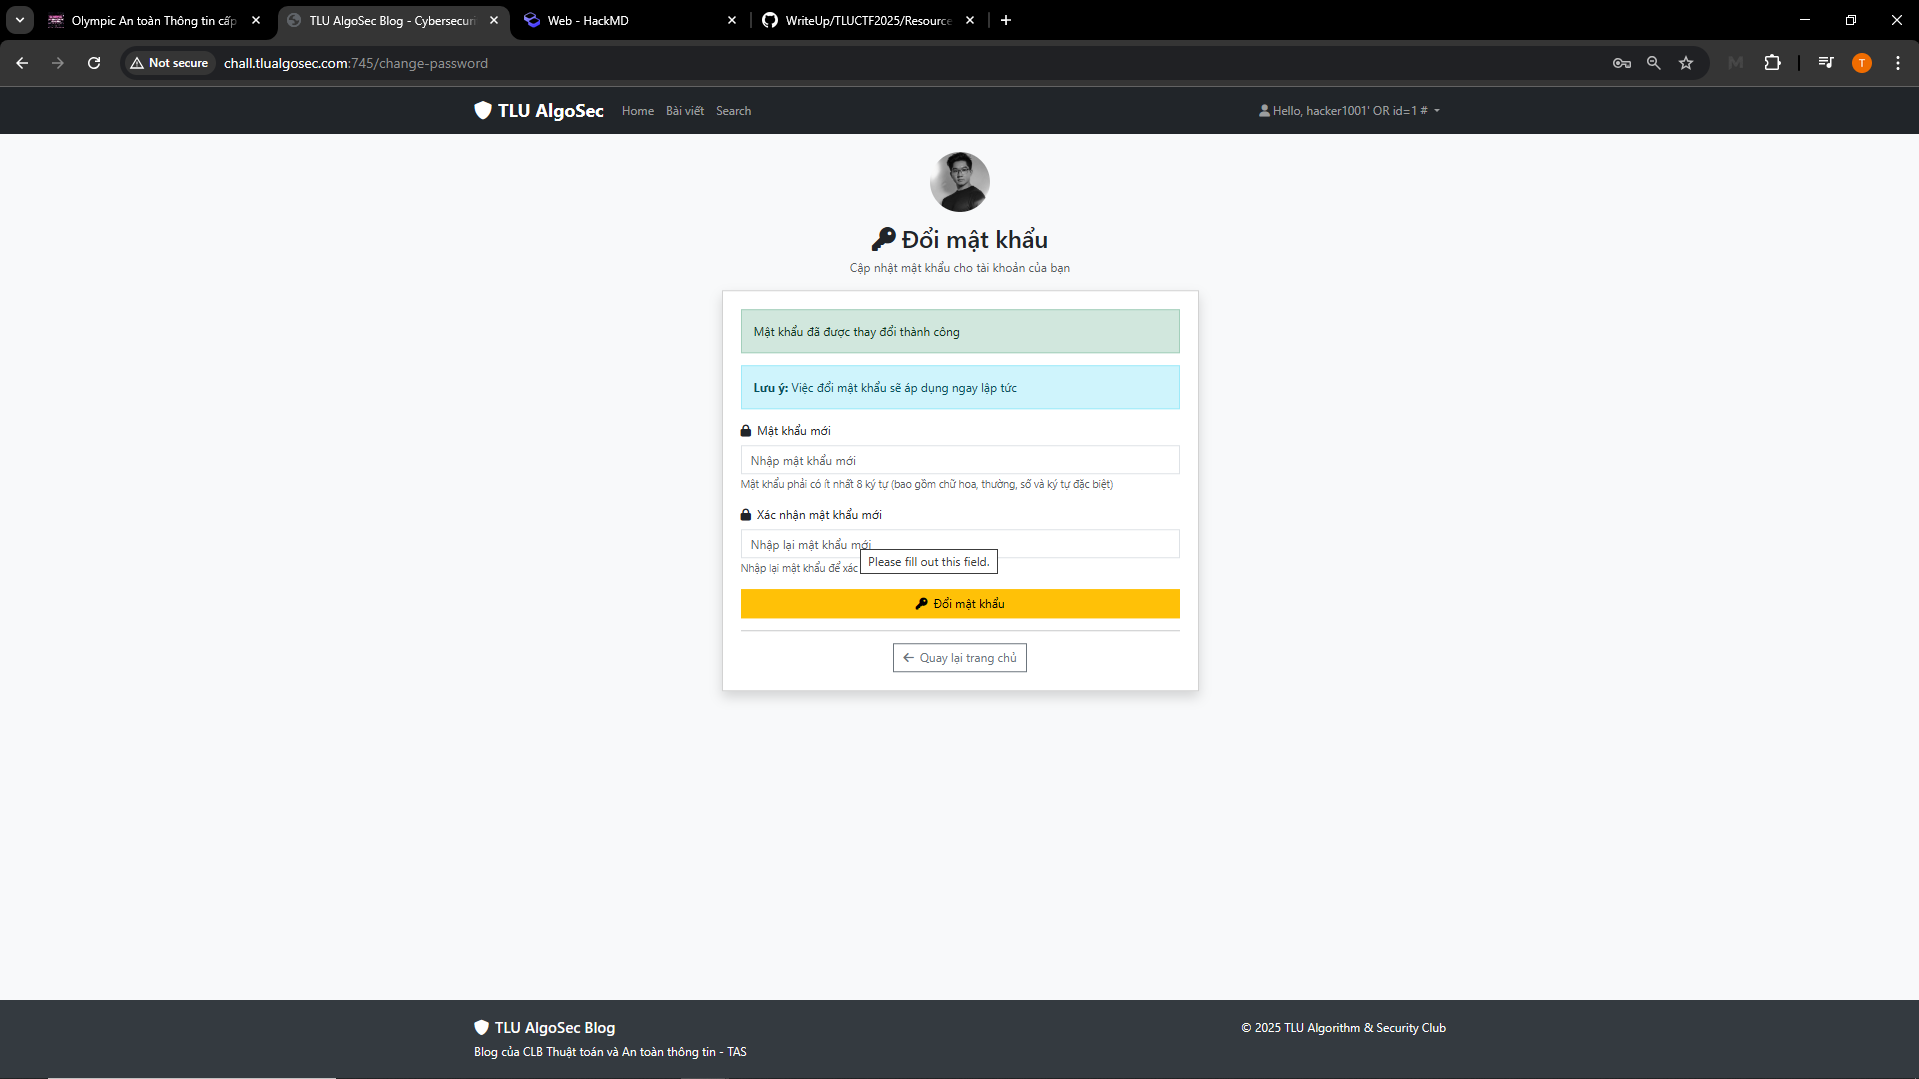 Olympic An toàn Thông tin cấp
TLU AlgoSec Blog - Cybersecuri
Web - HackMD
WriteUp/TLUCTF2025/Resource
Not secure
chall.tlualgosec.com:745/change-password
T
TLU AlgoSec
Home
Bài viết
Search
Hello, hacker1001' OR id=1 #
Đổi mật khẩu
Cập nhật mật khẩu cho tài khoản của bạn
Mật khẩu đã được thay đổi thành công
Lưu ý: Việc đổi mật khẩu sẽ áp dụng ngay lập tức
Mật khẩu mới
Nhập mật khẩu mới
Mật khẩu phải có ít nhất 8 ký tự (bao gồm chữ hoa, thường, số và ký tự đặc biệt)
Xác nhận mật khẩu mới
Nhập lại mật khẩu mới
Nhập lại mật khẩu để xác
Please fill out this field.
Đổi mật khẩu
Quay lại trang chủ
TLU AlgoSec Blog
© 2025 TLU Algorithm & Security Club
Blog của CLB Thuật toán và An toàn thông tin - TAS